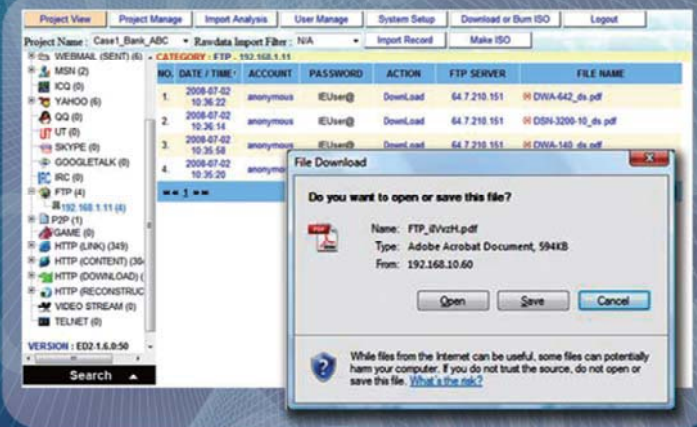 Project View Project Manage Import Analysis User Manage System Setup Download or Burn ISO Logout
Project Name : Case1_Bank_ABC Rawdata Import Filter : N/A Import Record Make ISO
WEBMAIL (SENT) (6)
MSN (2)
ICQ (0)
YAHOO (6)
QQ (0)
UT (0)
SKYPE (0)
GOOGLETALK (0)
IRC (0)
FTP (4)
192.168.1.11 (4)
P2P (1)
GAME (0)
HTTP (LINK) (349)
HTTP (CONTENT) (30
HTTP (DOWNLOAD) (
HTTP (RECONSTRUC
VIDEO STREAM (0)
TELNET (0)
VERSION : ED2-1.6.0:50
Search
CATEGORY : FTP - 192.168.1.11
NO. DATE / TIME ACCOUNT PASSWORD ACTION FTP SERVER FILE NAME
1. 2008-07-02 10:36:22 anonymous IEUser@ DownLoad 64.7.210.151 DWA-642_ds.pdf
2. 2008-07-02 10:36:14 anonymous IEUser@ DownLoad 64.7.210.151 DSN-3200-10_ds.pdf
3. 2008-07-02 10:35:58 anonymous IEUser@ DownLoad 64.7.210.151 DWA-140_ds.pdf
4. 2008-07-02 10:35:20 anonymo
== 1 ==
File Download
Do you want to open or save this file?
PDF
Name: FTP_ilVvzH.pdf
Type: Adobe Acrobat Document, 594KB
From: 192.168.10.60
Open Save Cancel
While files from the Internet can be useful, some files can potentially
harm your computer. If you do not trust the source, do not open or
save this file. What's the risk?